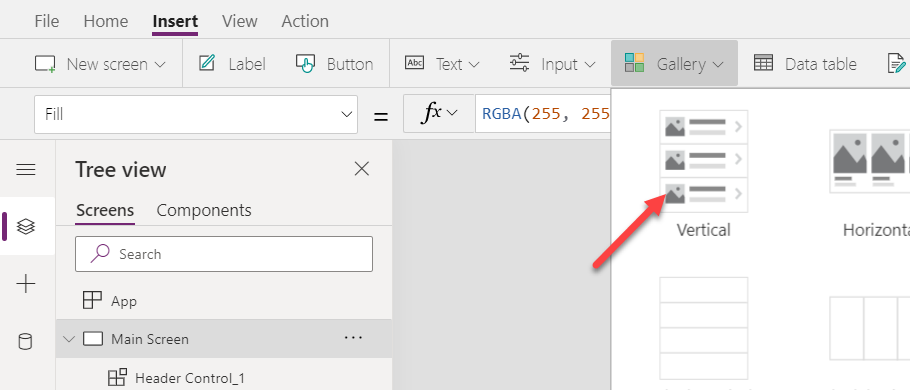 File Home Insert View Action
New screen Label Button Abc Text Input Gallery Data table
Fill = fx RGBA(255, 255
Tree view
Screens Components
Search
App
Main Screen ...
Header Control_1
Vertical Horizonta